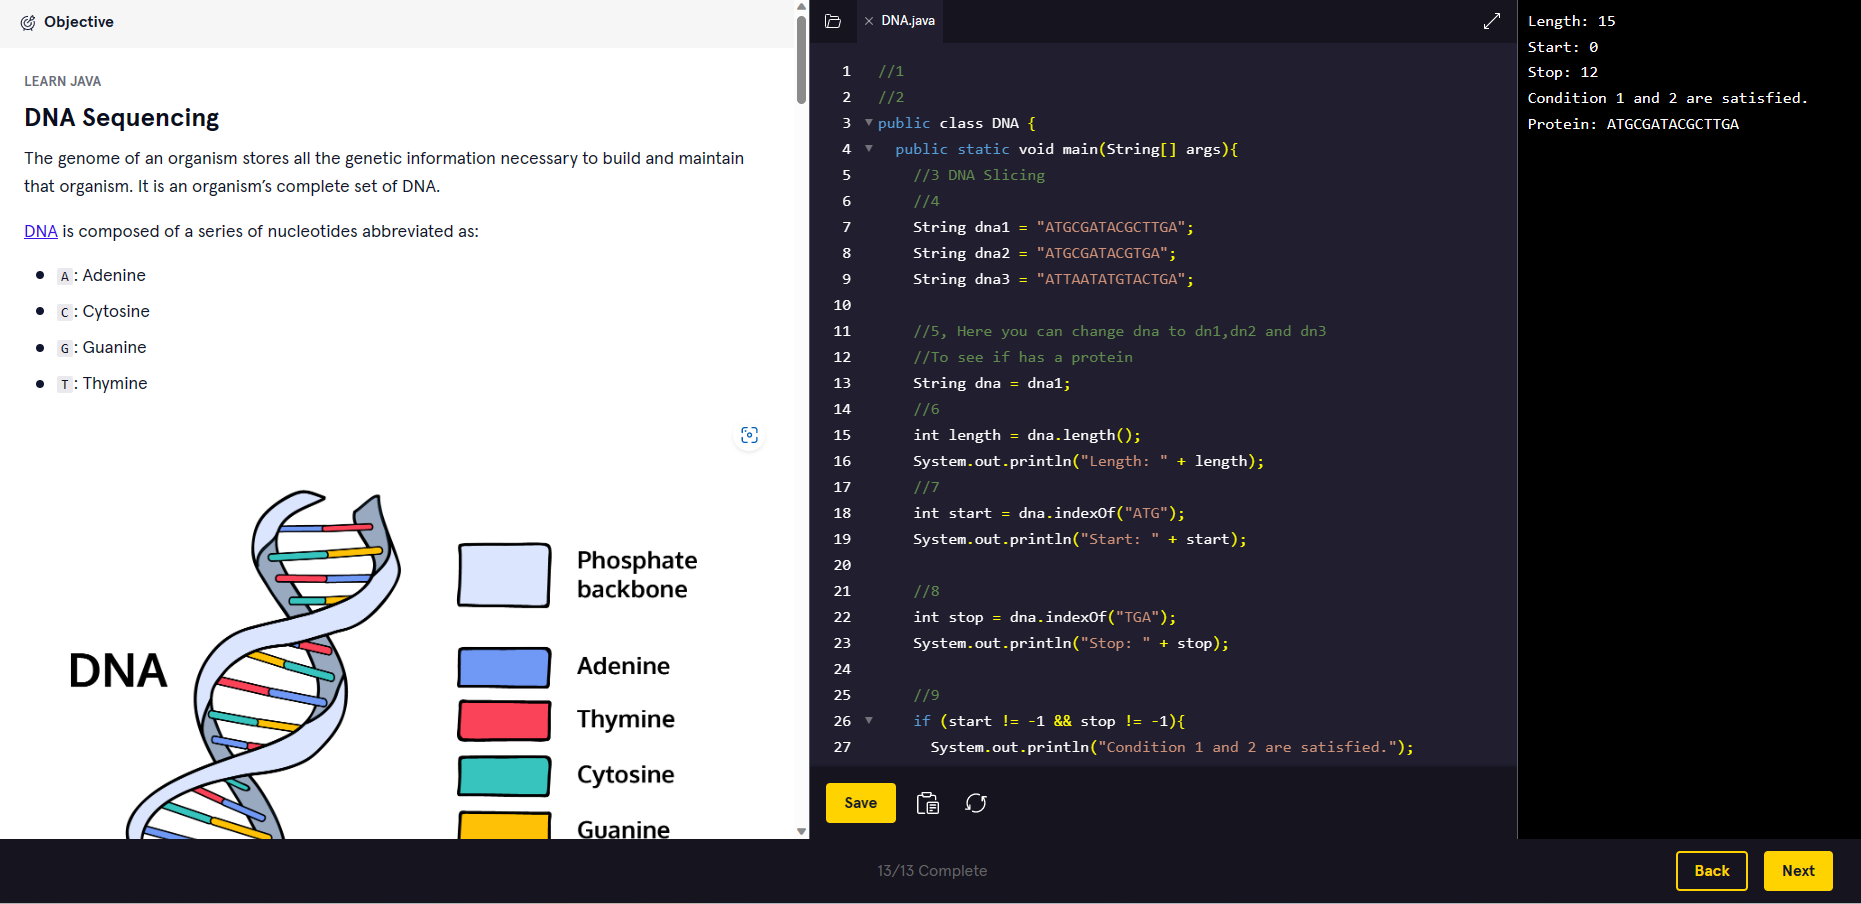 Objective
LEARN JAVA
DNA Sequencing
The genome of an organism stores all the genetic information necessary to build and maintain
that organism. It is an organism’s complete set of DNA.
DNA is composed of a series of nucleotides abbreviated as:
A: Adenine
C: Cytosine
G: Guanine
T: Thymine
DNA
Phosphate
backbone
Adenine
Thymine
Cytosine
Guanine
DNA.java
1 //1
2 //2
3 public class DNA {
4 public static void main(String[] args){
5 //3 DNA Slicing
6 //4
7 String dna1 = "ATGCGATACGCTTGA";
8 String dna2 = "ATGCGATACGTGA";
9 String dna3 = "ATTAATATGTACTGA";
10
11 //5, Here you can change dna to dn1,dn2 and dn3
12 //To see if has a protein
13 String dna = dna1;
14 //6
15 int length = dna.length();
16 System.out.println("Length: " + length);
17 //7
18 int start = dna.indexOf("ATG");
19 System.out.println("Start: " + start);
20
21 //8
22 int stop = dna.indexOf("TGA");
23 System.out.println("Stop: " + stop);
24
25 //9
26 if (start != -1 && stop != -1){
27 System.out.println("Condition 1 and 2 are satisfied.");
Save
Length: 15
Start: 0
Stop: 12
Condition 1 and 2 are satisfied.
Protein: ATGCGATACGCTTGA
13/13 Complete
Back
Next